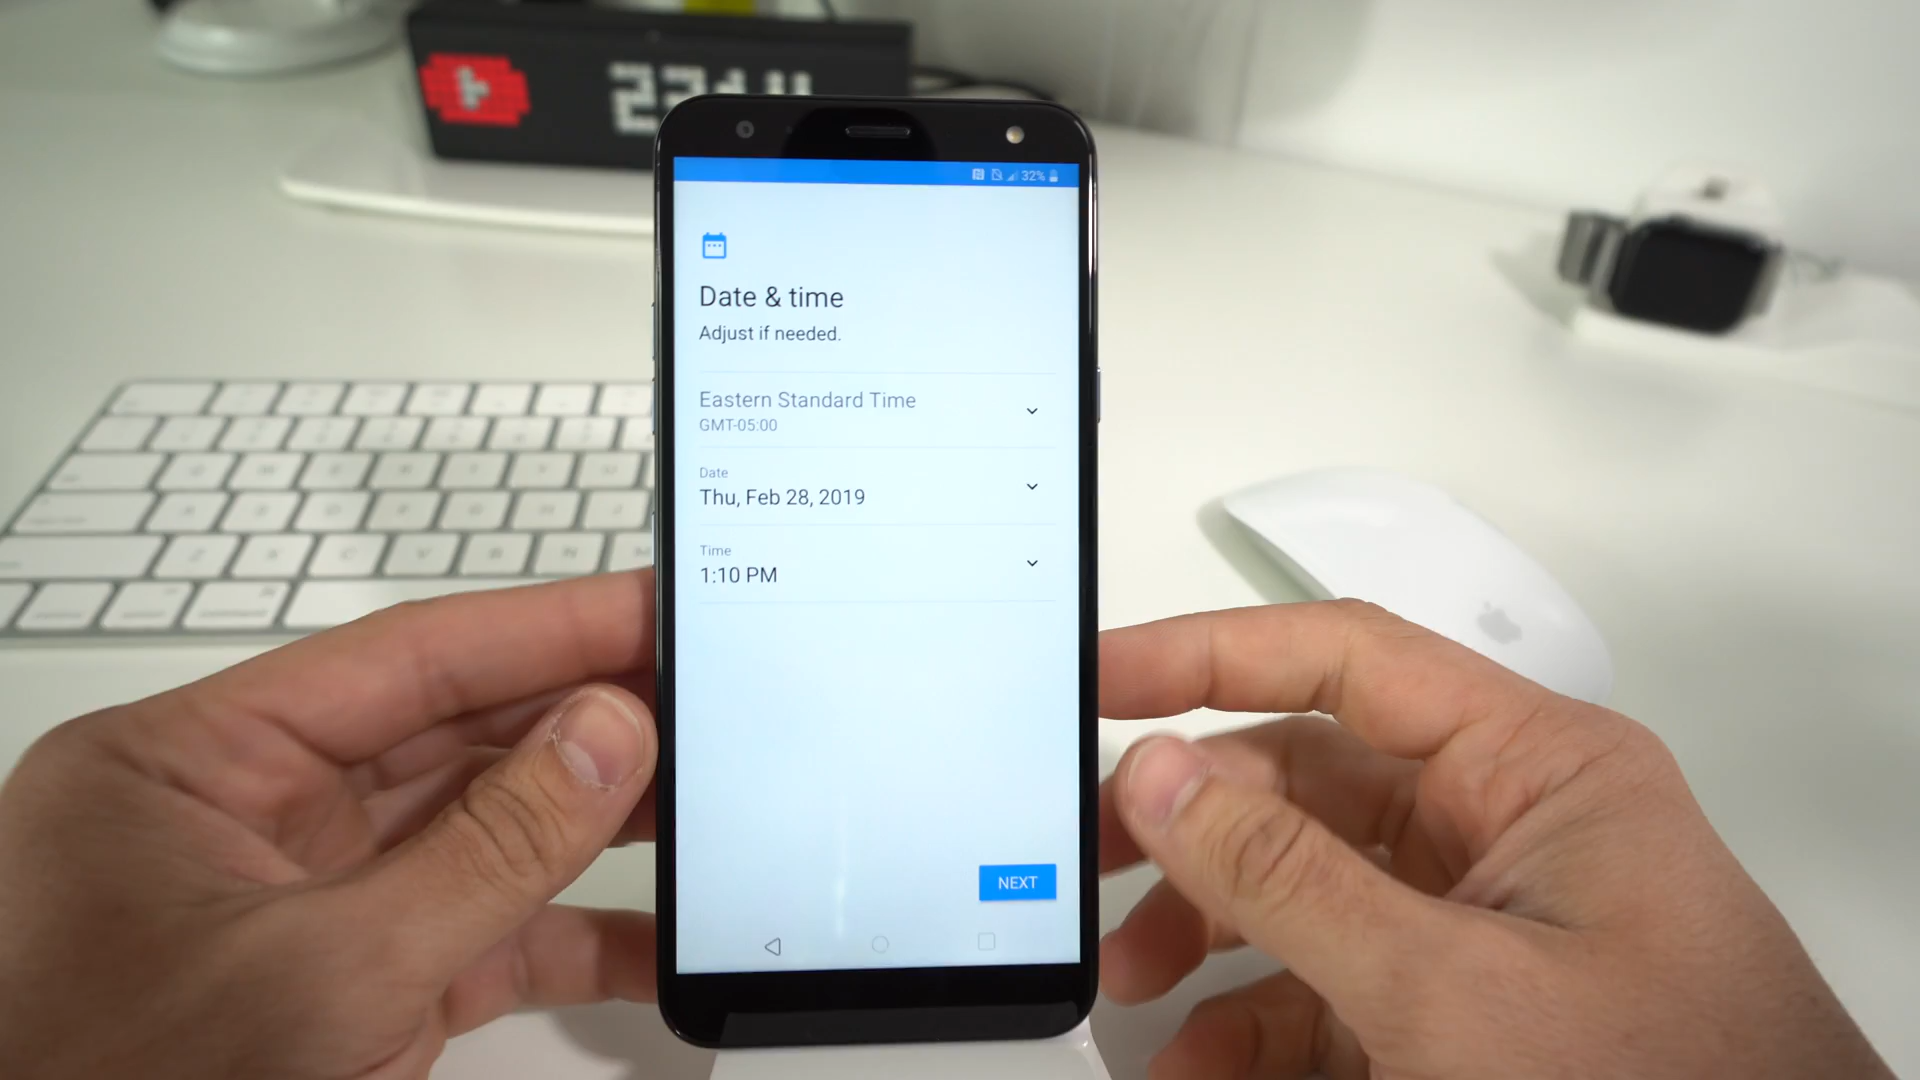 32%
Date & time
Adjust if needed.
Eastern Standard Time
GMT-05:00
Date
Thu, Feb 28, 2019
Time
1:10 PM
NEXT
Z X C V B N M